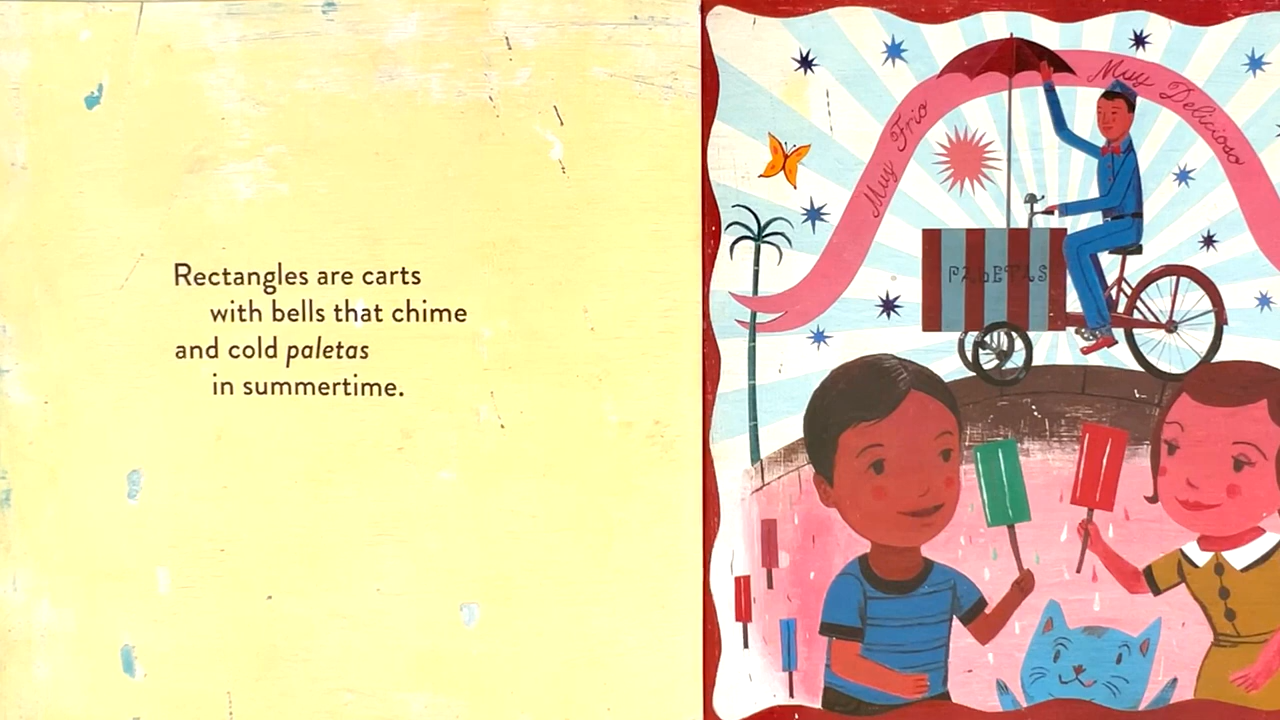 Rectangles are carts
with bells that chime
and cold paletas
in summertime.
Muy Frio
Muy Delicioso
PALETAS